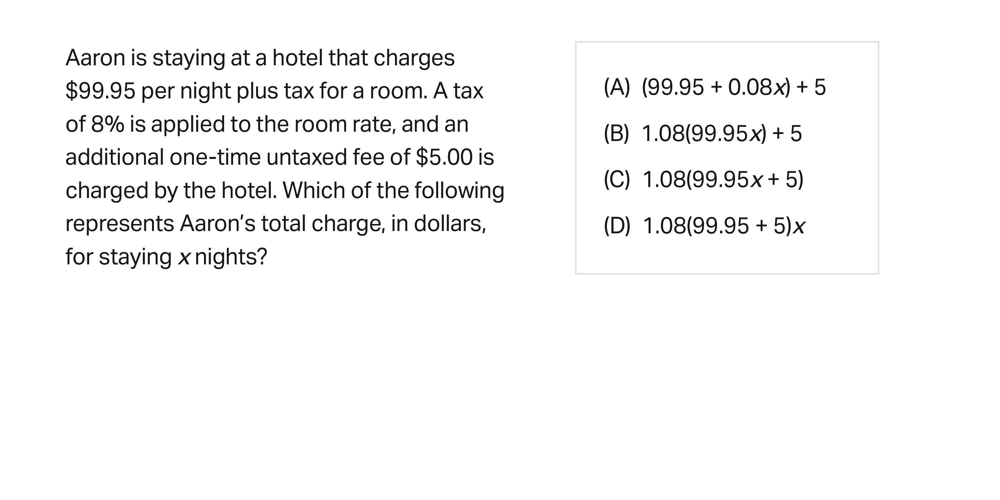 Aaron is staying at a hotel that charges
$99.95 per night plus tax for a room. A tax
of 8% is applied to the room rate, and an
additional one-time untaxed fee of $5.00 is
charged by the hotel. Which of the following
represents Aaron’s total charge, in dollars,
for staying x nights?
(A) (99.95 + 0.08x) + 5
(B) 1.08(99.95x) + 5
(C) 1.08(99.95x + 5)
(D) 1.08(99.95 + 5)x